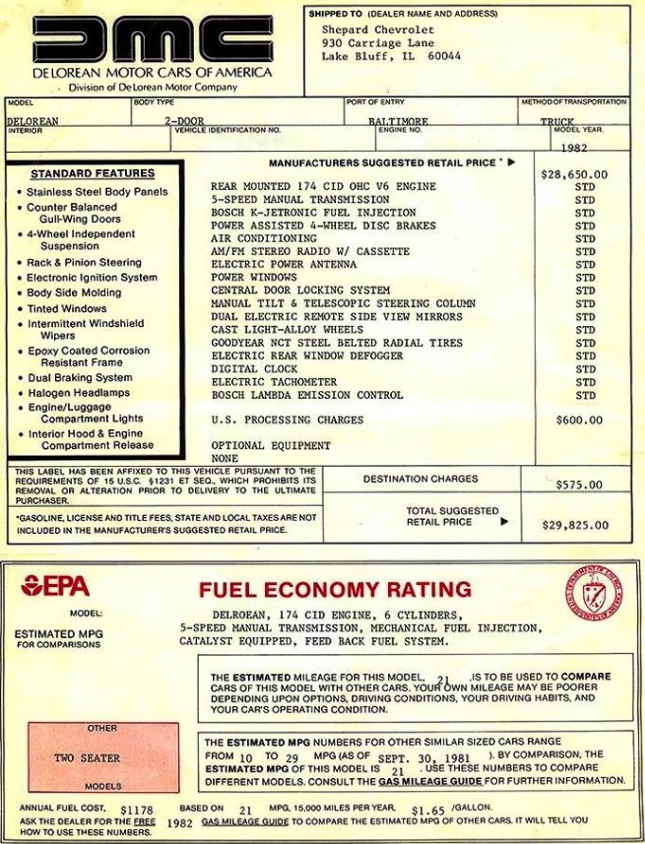 DMC
DELOREAN MOTOR CARS OF AMERICA
Division of DeLorean Motor Company
SHIPPED TO (DEALER NAME AND ADDRESS)
Shepard Chevrolet
930 Carriage Lane
Lake Bluff, IL 60044
MODEL BODY TYPE PORT OF ENTRY METHOD OF TRANSPORTATION
DELOREAN 2-DOOR BALTIMORE TRUCK
INTERIOR VEHICLE IDENTIFICATION NO. ENGINE NO. MODEL YEAR.
1982
STANDARD FEATURES
• Stainless Steel Body Panels
• Counter Balanced
Gull-Wing Doors
• 4-Wheel Independent
Suspension
• Rack & Pinion Steering
• Electronic Ignition System
• Body Side Molding
• Tinted Windows
• Intermittent Windshield
Wipers
• Epoxy Coated Corrosion
Resistant Frame
• Dual Braking System
• Halogen Headlamps
• Engine/Luggage
Compartment Lights
• Interior Hood & Engine
Compartment Release
MANUFACTURERS SUGGESTED RETAIL PRICE * ▶ $28,650.00
REAR MOUNTED 174 CID OHC V6 ENGINE STD
5-SPEED MANUAL TRANSMISSION STD
BOSCH K-JETRONIC FUEL INJECTION STD
POWER ASSISTED 4-WHEEL DISC BRAKES STD
AIR CONDITIONING STD
AM/FM STEREO RADIO W/ CASSETTE STD
ELECTRIC POWER ANTENNA STD
POWER WINDOWS STD
CENTRAL DOOR LOCKING SYSTEM STD
MANUAL TILT & TELESCOPIC STEERING COLUMN STD
DUAL ELECTRIC REMOTE SIDE VIEW MIRRORS STD
CAST LIGHT-ALLOY WHEELS STD
GOODYEAR NCT STEEL BELTED RADIAL TIRES STD
ELECTRIC REAR WINDOW DEFOGGER STD
DIGITAL CLOCK STD
ELECTRIC TACHOMETER STD
BOSCH LAMBDA EMISSION CONTROL STD
U.S. PROCESSING CHARGES $600.00
OPTIONAL EQUIPMENT
NONE
THIS LABEL HAS BEEN AFFIXED TO THIS VEHICLE PURSUANT TO THE
REQUIREMENTS OF 15 U.S.C. §1231 ET SEQ., WHICH PROHIBITS ITS
REMOVAL OR ALTERATION PRIOR TO DELIVERY TO THE ULTIMATE
PURCHASER.
DESTINATION CHARGES $575.00
*GASOLINE, LICENSE AND TITLE FEES, STATE AND LOCAL TAXES ARE NOT
INCLUDED IN THE MANUFACTURER'S SUGGESTED RETAIL PRICE.
TOTAL SUGGESTED
RETAIL PRICE ▶ $29,825.00
EPA
FUEL ECONOMY RATING
MODEL:
DELROEAN, 174 CID ENGINE, 6 CYLINDERS,
5-SPEED MANUAL TRANSMISSION, MECHANICAL FUEL INJECTION,
CATALYST EQUIPPED, FEED BACK FUEL SYSTEM.
ESTIMATED MPG
FOR COMPARISONS
THE ESTIMATED MILEAGE FOR THIS MODEL, 21 ,IS TO BE USED TO COMPARE
CARS OF THIS MODEL WITH OTHER CARS. YOUR OWN MILEAGE MAY BE POORER
DEPENDING UPON OPTIONS, DRIVING CONDITIONS, YOUR DRIVING HABITS, AND
YOUR CAR'S OPERATING CONDITION.
OTHER
TWO SEATER
MODELS
THE ESTIMATED MPG NUMBERS FOR OTHER SIMILAR SIZED CARS RANGE
FROM 10 TO 29 MPG (AS OF SEPT. 30, 1981 ). BY COMPARISON, THE
ESTIMATED MPG OF THIS MODEL IS 21 . USE THESE NUMBERS TO COMPARE
DIFFERENT MODELS. CONSULT THE GAS MILEAGE GUIDE FOR FURTHER INFORMATION.
ANNUAL FUEL COST, $1178 BASED ON 21 MPG, 15,000 MILES PER YEAR, $1.65 /GALLON.
ASK THE DEALER FOR THE FREE 1982 GAS MILEAGE GUIDE TO COMPARE THE ESTIMATED MPG OF OTHER CARS. IT WILL TELL YOU
HOW TO USE THESE NUMBERS.